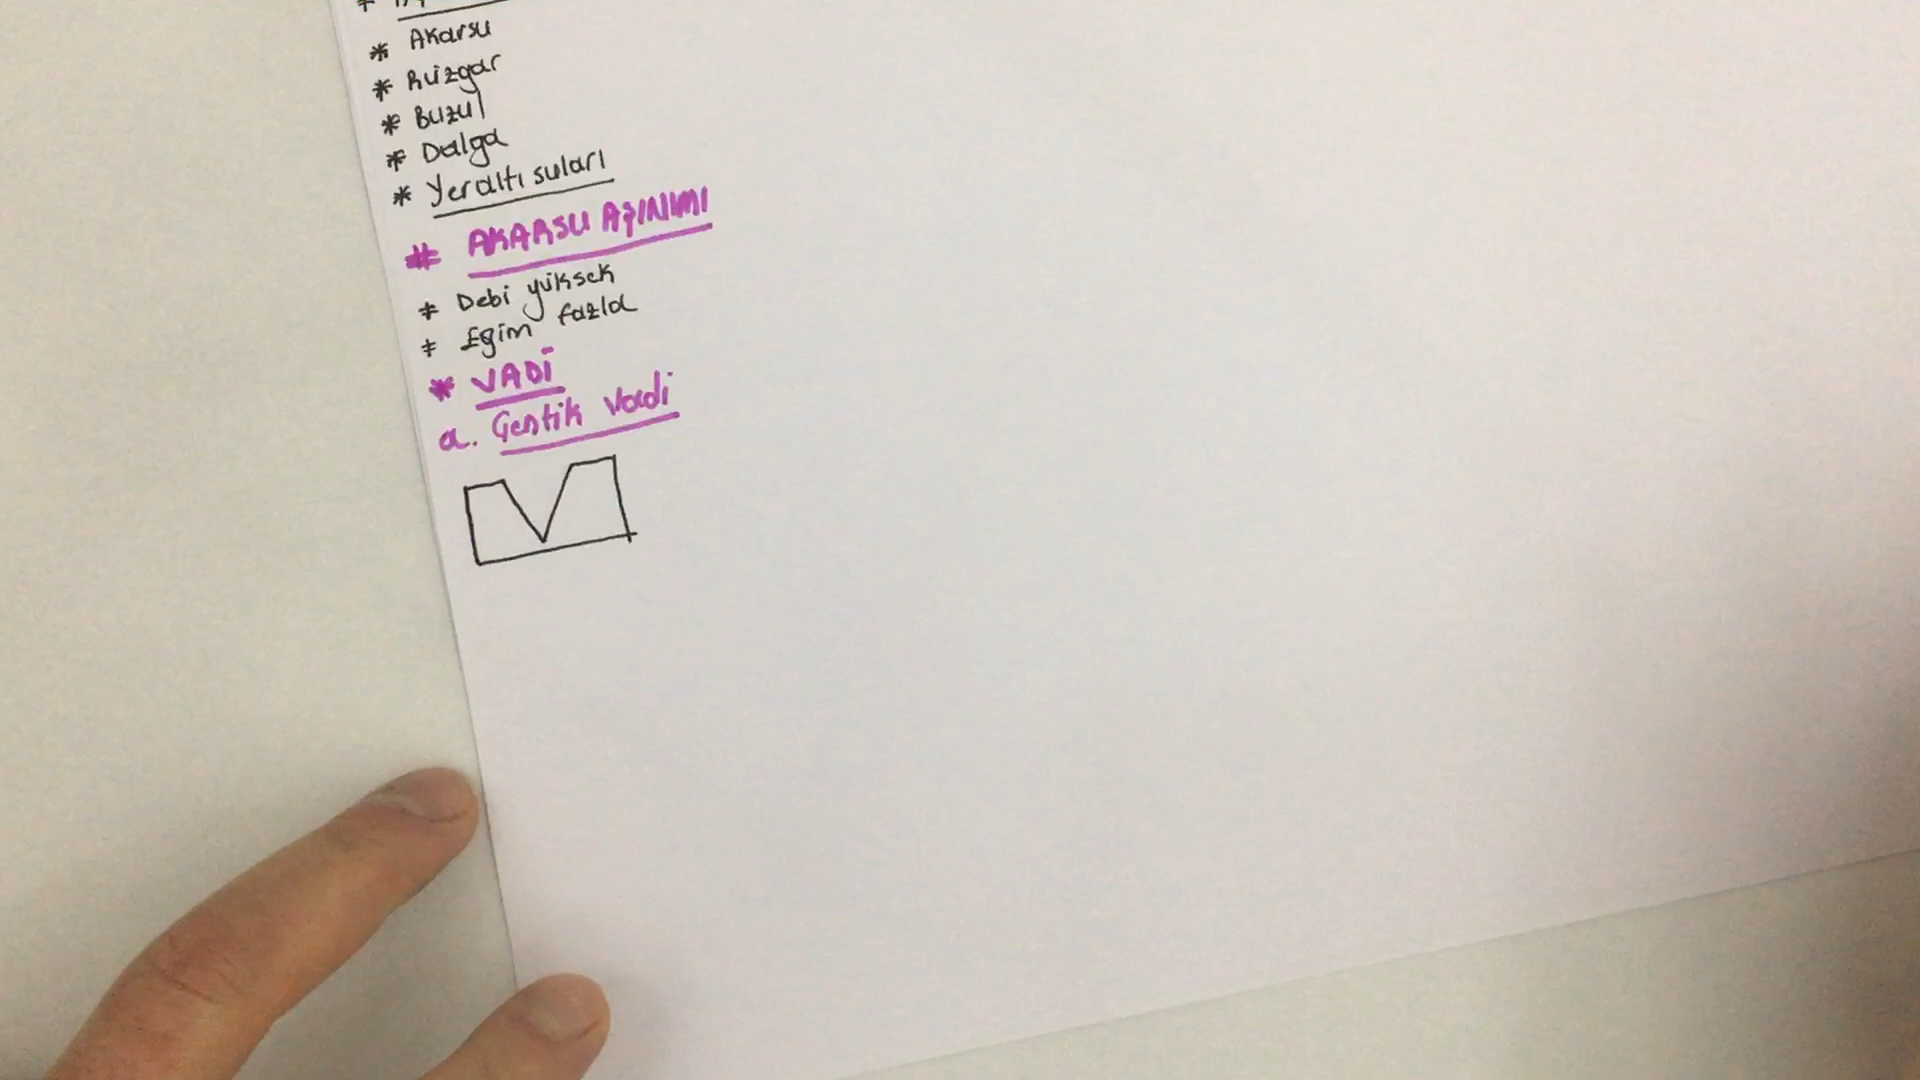 * Akarsu
* Rüzgar
* Buzul
* Dalga
* Yeraltı suları
# AKARSU AŞINIMI
* Debi yüksek
* Eğim fazla
* VADİ
a. Çentik Vadi